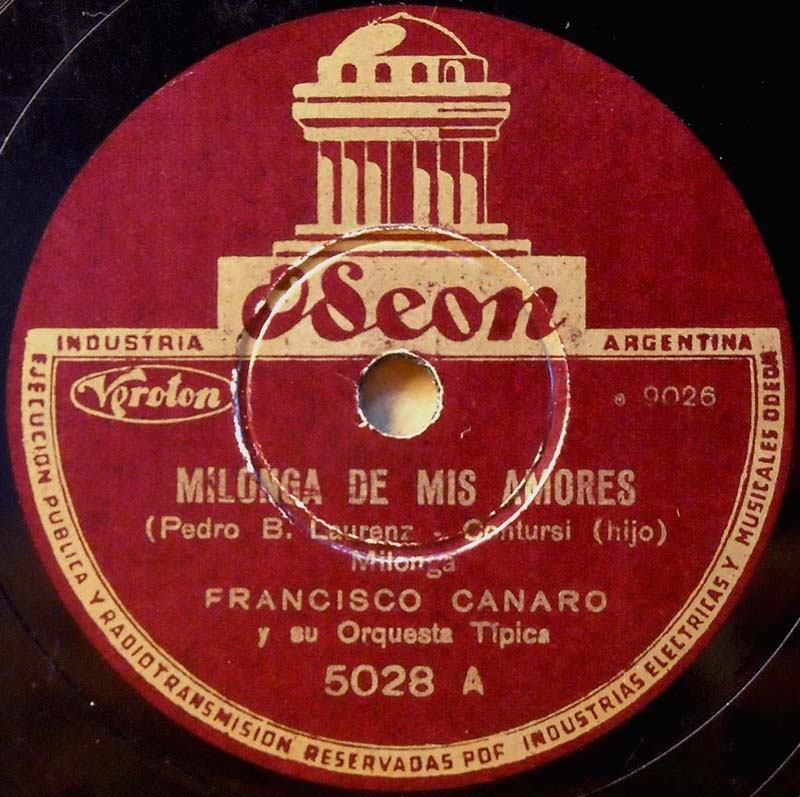 Odeon
INDUSTRIA ARGENTINA
Veroton
e 9026
MILONGA DE MIS AMORES
(Pedro B. Laurenz - Contursi (hijo)
Milonga
FRANCISCO CANARO
y su Orquesta Típica
5028 A
EJECUCION PUBLICA Y RADIOTRANSMISIÓN RESERVADAS POR INDUSTRIAS ELECTRICAS Y MUSICALES ODEON